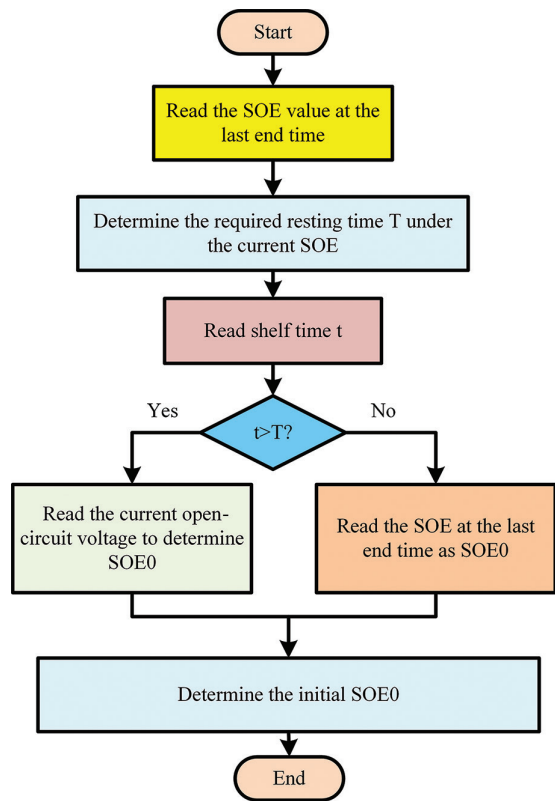 Start
Read the SOE value at the
last end time
Determine the required resting time T under
the current SOE
Read shelf time t
Yes
No
t>T?
Read the current open-
circuit voltage to determine
SOE0
Read the SOE at the last
end time as SOE0
Determine the initial SOE0
End